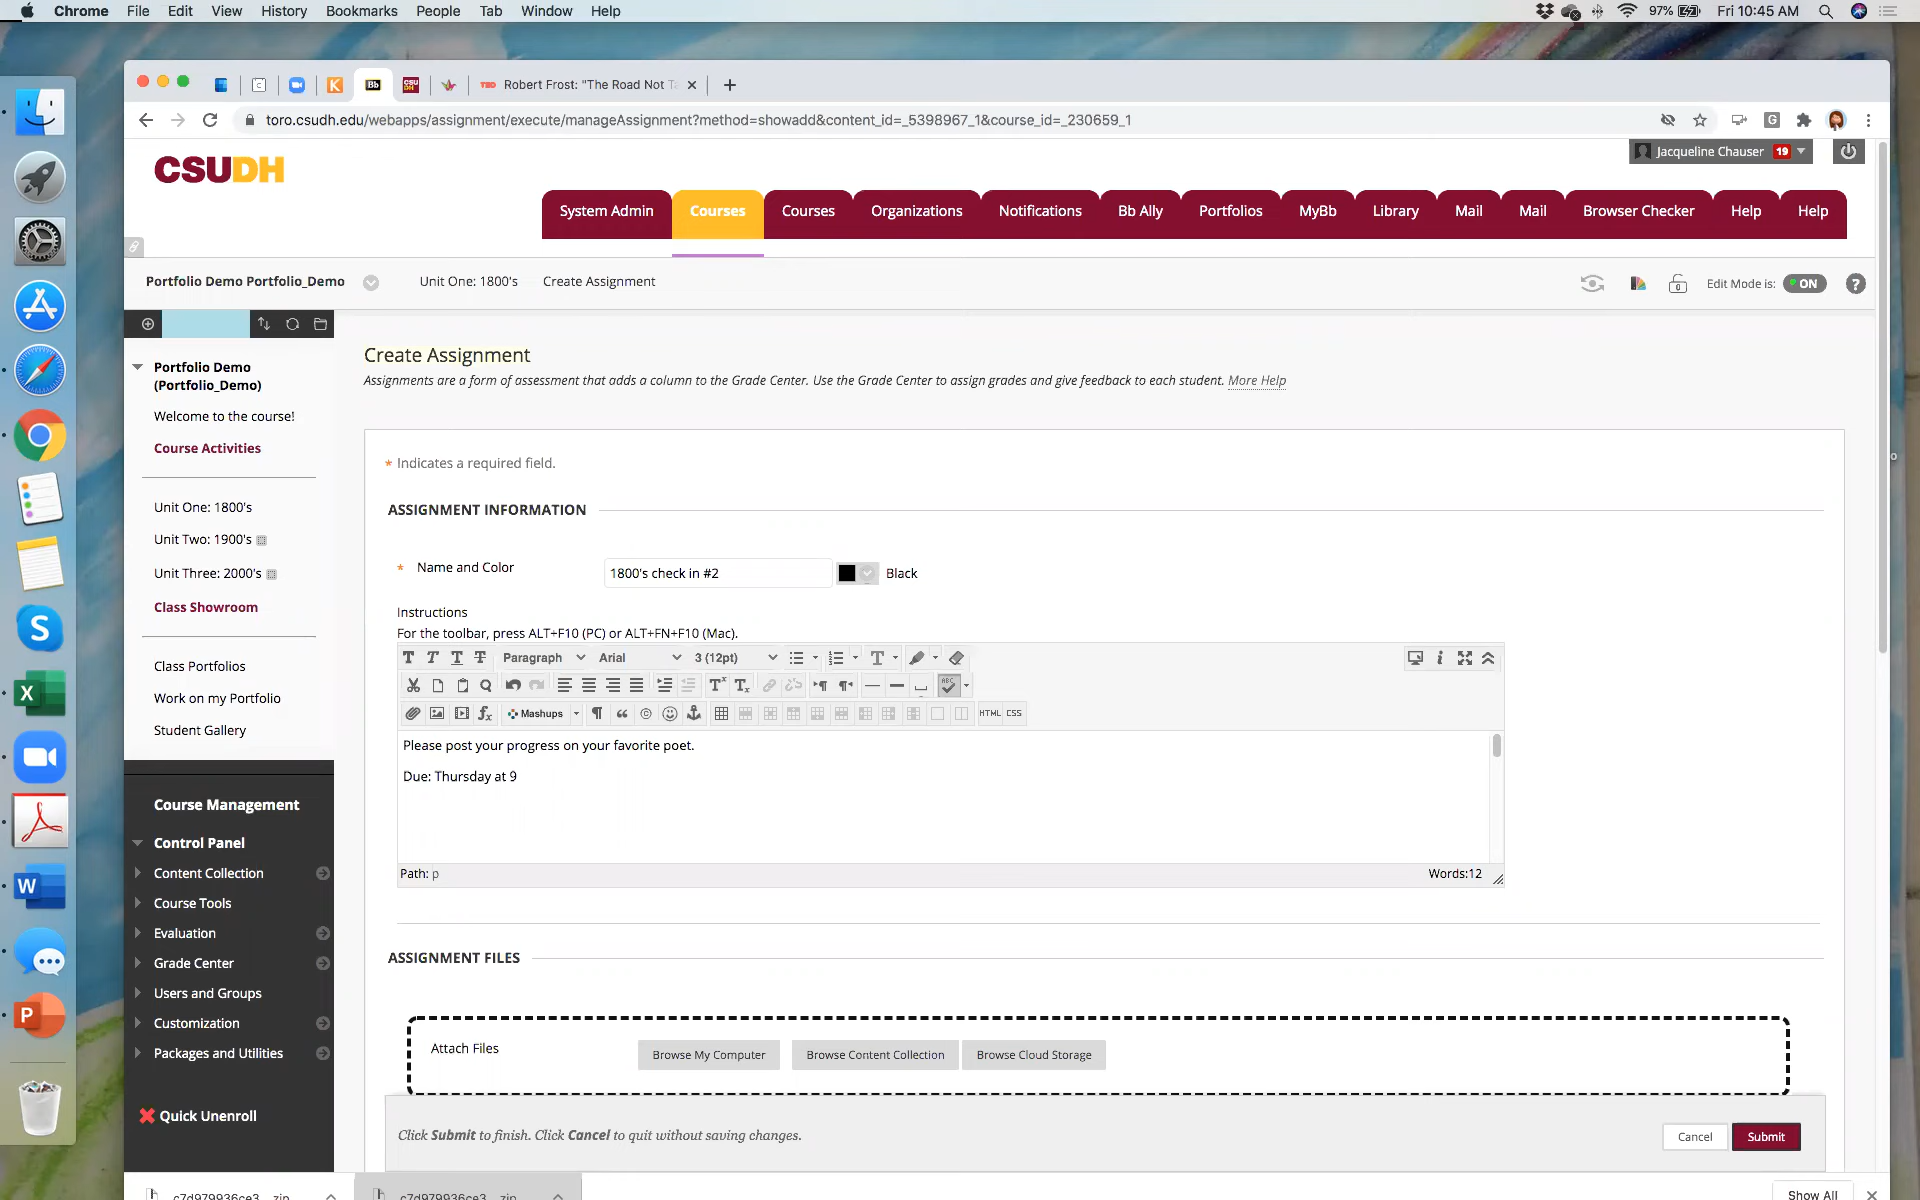 Chrome File Edit View History Bookmarks People Tab Window Help 97% Fri 10:45 AM
Bb CSU DH TED Robert Frost: "The Road Not Ta
toro.csudh.edu/webapps/assignment/execute/manageAssignment?method=showadd&content_id=_5398967_1&course_id=_230659_1
Jacqueline Chauser 19
CSUDH
System Admin Courses Courses Organizations Notifications Bb Ally Portfolios MyBb Library Mail Mail Browser Checker Help Help
Portfolio Demo Portfolio_Demo Unit One: 1800's Create Assignment Edit Mode is: ON ?
Portfolio Demo
(Portfolio_Demo)
Welcome to the course!
Course Activities
Unit One: 1800's
Unit Two: 1900's
Unit Three: 2000's
Class Showroom
Class Portfolios
Work on my Portfolio
Student Gallery
Course Management
Control Panel
Content Collection
Course Tools
Evaluation
Grade Center
Users and Groups
Customization
Packages and Utilities
Quick Unenroll
Create Assignment
Assignments are a form of assessment that adds a column to the Grade Center. Use the Grade Center to assign grades and give feedback to each student. More Help
* Indicates a required field.
ASSIGNMENT INFORMATION
* Name and Color 1800's check in #2 Black
Instructions
For the toolbar, press ALT+F10 (PC) or ALT+FN+F10 (Mac).
T T T T Paragraph Arial 3 (12pt) T
Mashups HTML CSS
Please post your progress on your favorite poet.
Due: Thursday at 9
Path: p Words:12
ASSIGNMENT FILES
Attach Files Browse My Computer Browse Content Collection Browse Cloud Storage
Click Submit to finish. Click Cancel to quit without saving changes. Cancel Submit
c7d979936ce3....zip c7d979936ce3....zip Show All